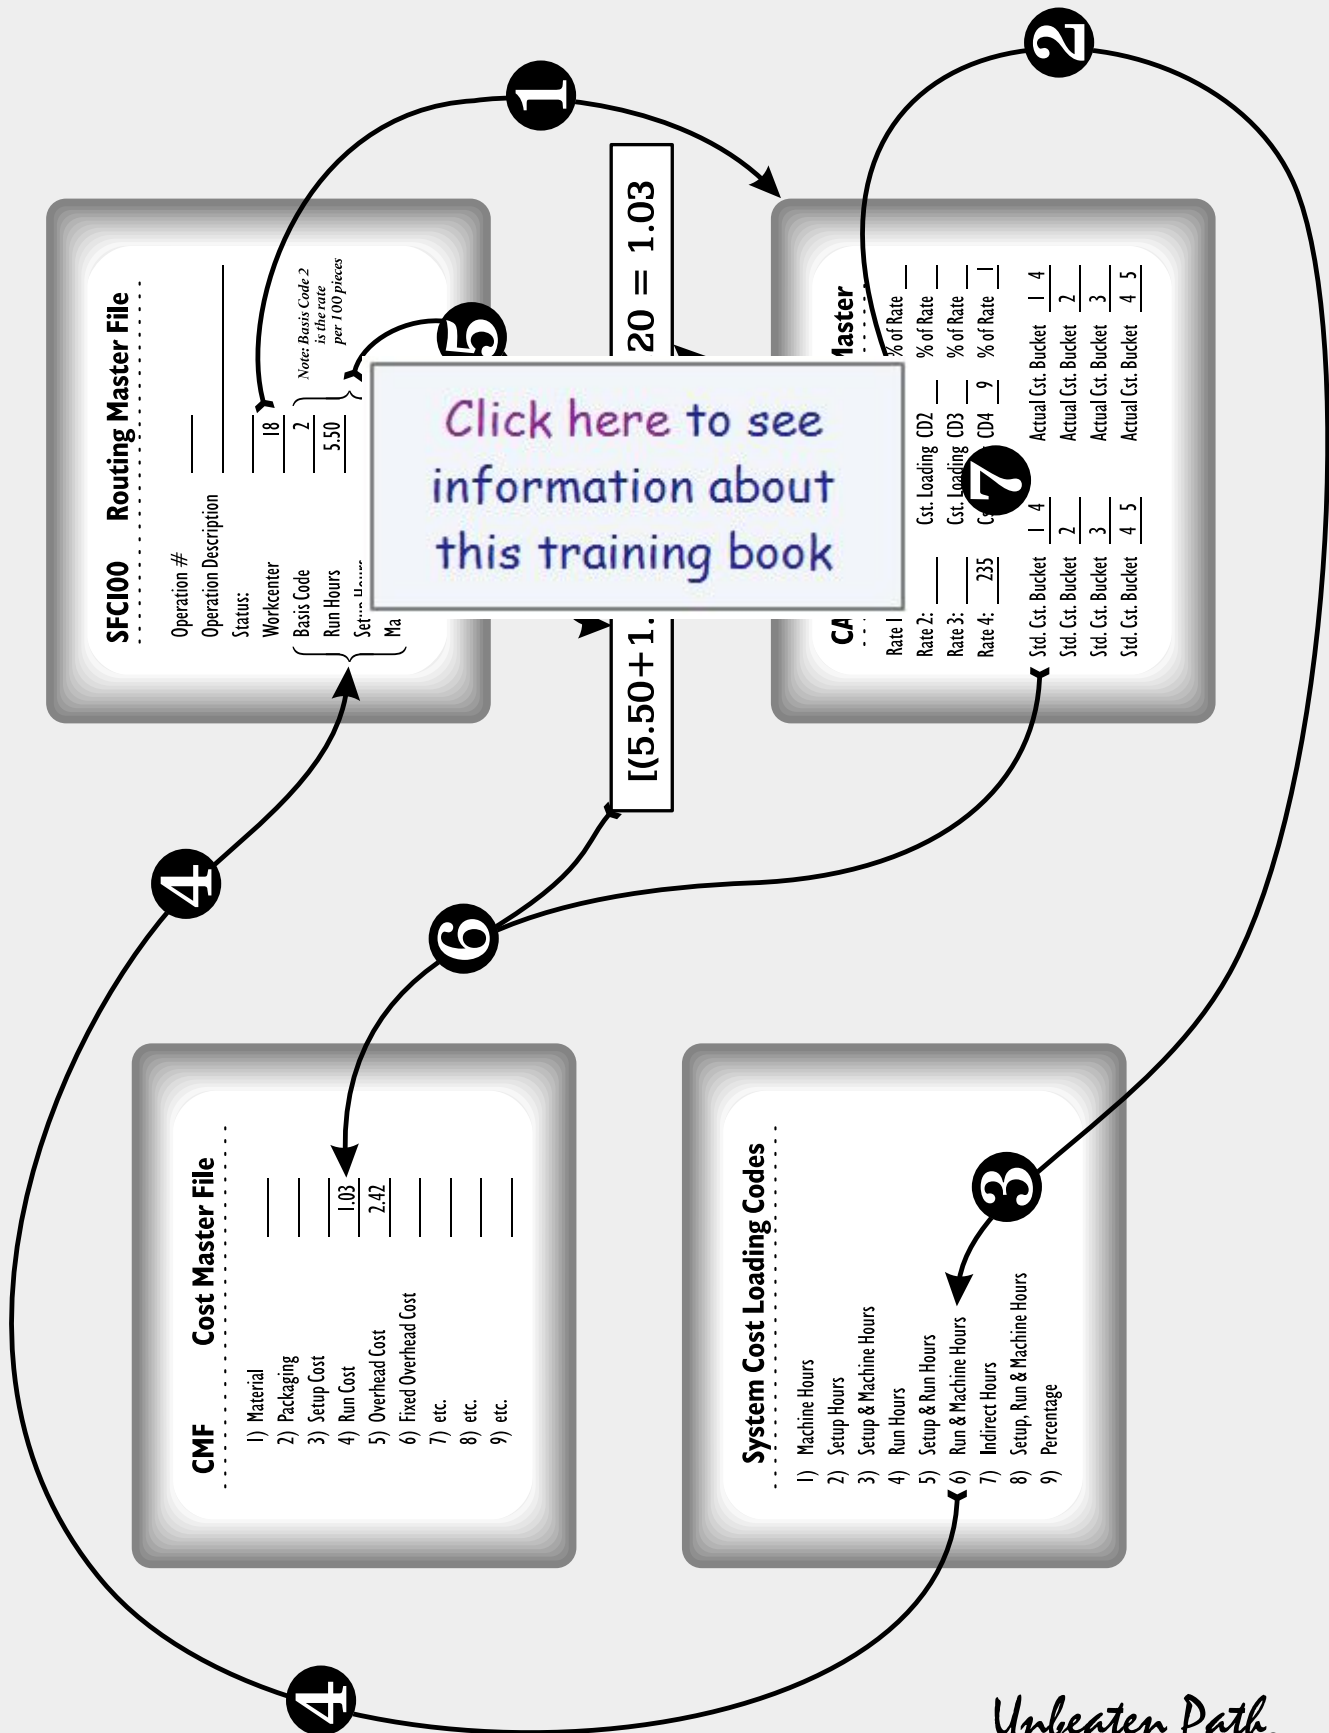 SFC100 Routing Master File
Operation #
Operation Description
Status:
Workcenter 18
Basis Code 2
Run Hours 5.50
Note: Basis Code 2
is the rate
per 100 pieces
1
2
5
20 = 1.03
[(5.50+1.
Click here to see
information about
this training book
% of Rate
Rate 2: Cst. Loading CD2 % of Rate
Rate 3: Cst. Loading CD3 % of Rate
Rate 4: 235 CD4 9 % of Rate 1
7
Std. Cst. Bucket 1 4 Actual Cst. Bucket 1 4
Std. Cst. Bucket 2 Actual Cst. Bucket 2
Std. Cst. Bucket 3 Actual Cst. Bucket 3
Std. Cst. Bucket 4 5 Actual Cst. Bucket 4 5
4
6
CMF Cost Master File
1) Material
2) Packaging
3) Setup Cost
4) Run Cost 1.03
5) Overhead Cost 2.42
6) Fixed Overhead Cost
7) etc.
8) etc.
9) etc.
System Cost Loading Codes
1) Machine Hours
2) Setup Hours
3) Setup & Machine Hours
4) Run Hours
5) Setup & Run Hours
6) Run & Machine Hours
7) Indirect Hours
8) Setup, Run & Machine Hours
9) Percentage
3
4
Unbeaten Path